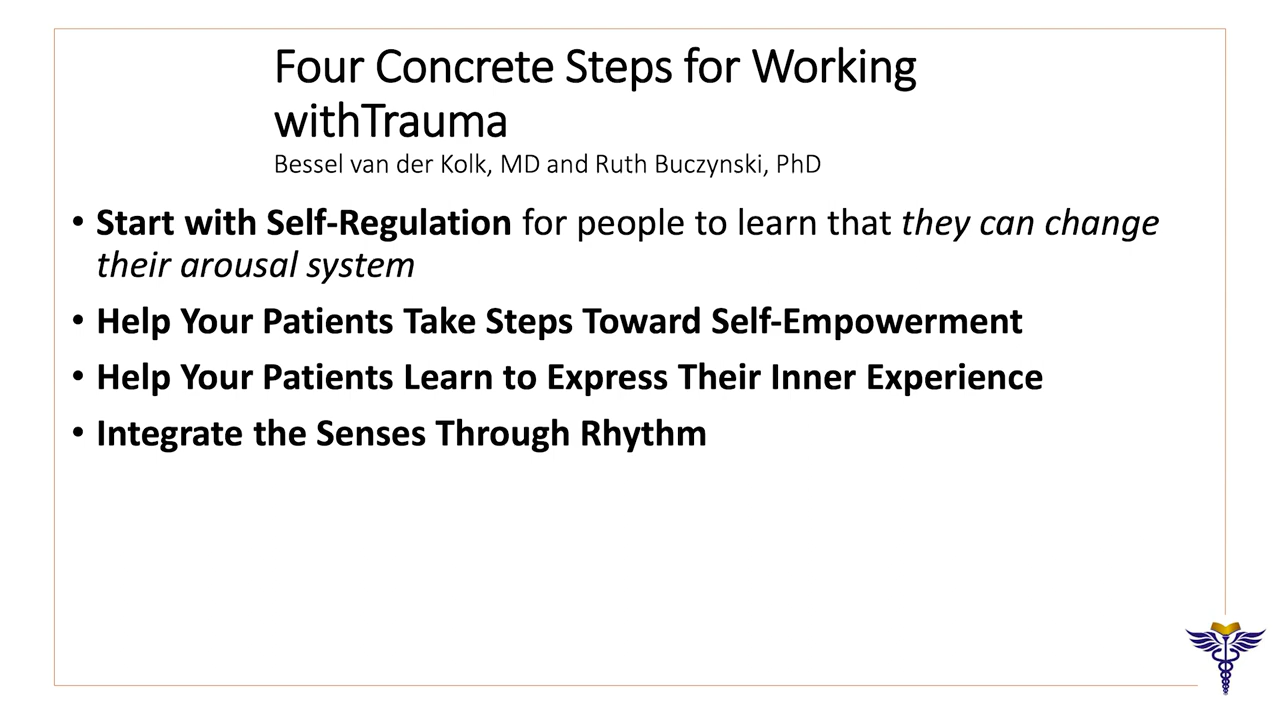 Four Concrete Steps for Working
withTrauma
Bessel van der Kolk, MD and Ruth Buczynski, PhD
• Start with Self-Regulation for people to learn that they can change
their arousal system
• Help Your Patients Take Steps Toward Self-Empowerment
• Help Your Patients Learn to Express Their Inner Experience
• Integrate the Senses Through Rhythm